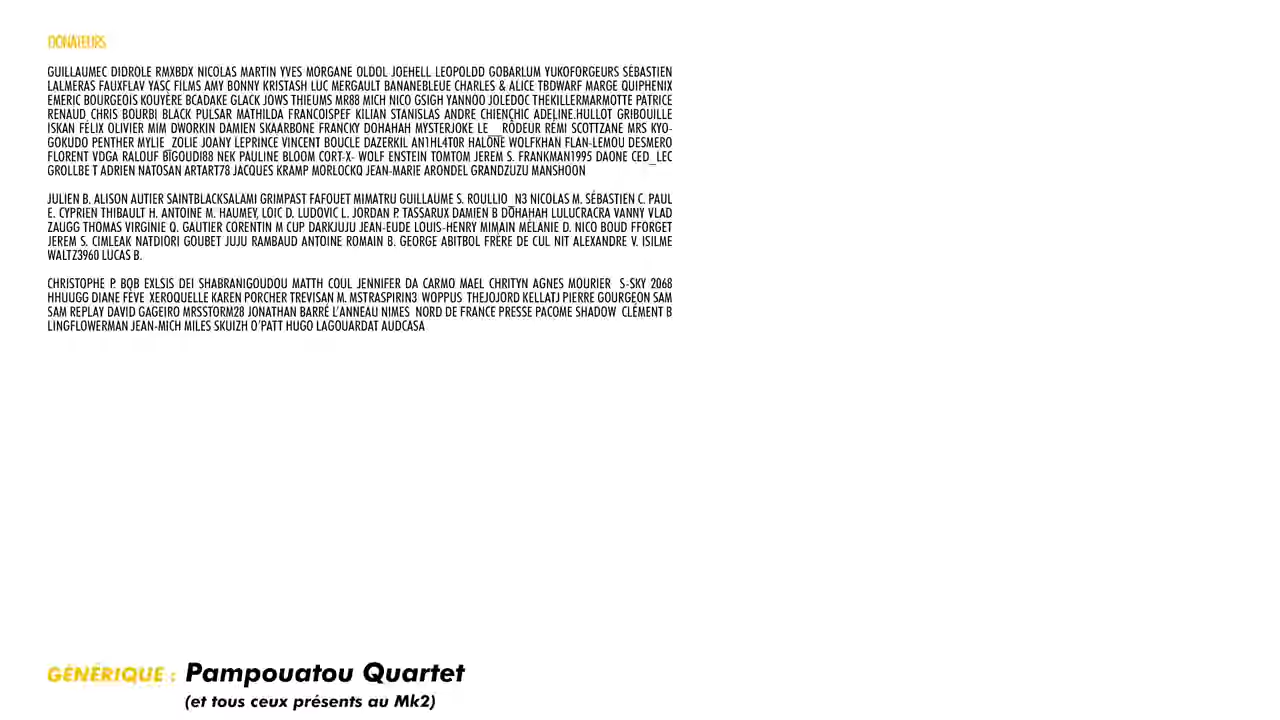 DONATEURS
GUILLAUMEC DIDROLE RMXBDX NICOLAS MARTIN YVES MORGANE OLDOL JOEHELL LEOPOLDD GOBARLUM YUKOFORGEURS SÉBASTIEN
LALMERAS FAUXFLAV YASC FILMS AMY BONNY KRISTASH LUC MERGAULT BANANEBLEUE CHARLES & ALICE TBDWARF MARGE QUIPHENIX
EMERIC BOURGEOIS KOUYÈRE BCADAKE GLACK JOWS THIEUMS MR88 MICH NICO GSIGH YANNOO JOLEDOC THEKILLERMARMOTTE PATRICE
RENAUD CHRIS BOURBI BLACK PULSAR MATHILDA FRANCOISPEF KILIAN STANISLAS ANDRE CHIENCHIC ADELINE.HULLOT GRIBOUILLE
ISKAN FÉLIX OLIVIER MIM DWORKIN DAMIEN SKAARBONE FRANCKY DOHAHAH MYSTERJOKE LE__RÔDEUR RÉMI SCOTTZANE MRS KYO-
GOKUDO PENTHER MYLIE_ZOLIE JOANY LEPRINCE VINCENT BOUCLE DAZERKIL AN1HL4T0R HALONE WOLFKHAN FLAN-LEMOU DESMERO
FLORENT VDGA RALOUF BIGOUDI88 NEK PAULINE BLOOM CORT-X- WOLF ENSTEIN TOMTOM JEREM S. FRANKMAN1995 DAONE CED_LEC
GROLLBE T ADRIEN NATOSAN ARTART78 JACQUES KRAMP MORLOCKQ JEAN-MARIE ARONDEL GRANDZUZU MANSHOON
JULIEN B. ALISON AUTIER SAINTBLACKSALAMI GRIMPAST FAFOUET MIMATRU GUILLAUME S. ROULLIO_N3 NICOLAS M. SÉBASTIEN C. PAUL
E. CYPRIEN THIBAULT H. ANTOINE M. HAUMEY, LOIC D. LUDOVIC L. JORDAN P. TASSARUX DAMIEN B DOHAHAH LULUCRACRA VANNY VLAD
ZAUGG THOMAS VIRGINIE Q. GAUTIER CORENTIN M CUP DARKJUJU JEAN-EUDE LOUIS-HENRY MIMAIN MÉLANIE D. NICO BOUD FFORGET
JEREM S. CIMLEAK NATDIORI GOUBET JUJU RAMBAUD ANTOINE ROMAIN B. GEORGE ABITBOL FRÈRE DE CUL NIT ALEXANDRE V. ISILME
WALTZ3960 LUCAS B.
CHRISTOPHE P. BOB EXLSIS DEI SHABRANIGOUDOU MATTH COUL JENNIFER DA CARMO MAEL CHRITYN AGNES MOURIER S-SKY 2068
HHUUGG DIANE FÈVE XEROQUELLE KAREN PORCHER TREVISAN M. MSTRASPIRIN3 WOPPUS THEJOJORD KELLATJ PIERRE GOURGEON SAM
SAM REPLAY DAVID GAGEIRO MRSSTORM28 JONATHAN BARRÉ L'ANNEAU NIMES NORD DE FRANCE PRESSE PACOME SHADOW CLÉMENT B
LINGFLOWERMAN JEAN-MICH MILES SKUIZH O'PATT HUGO LAGOUARDAT AUDCASA
GÉNÉRIQUE : Pampouatou Quartet
(et tous ceux présents au Mk2)